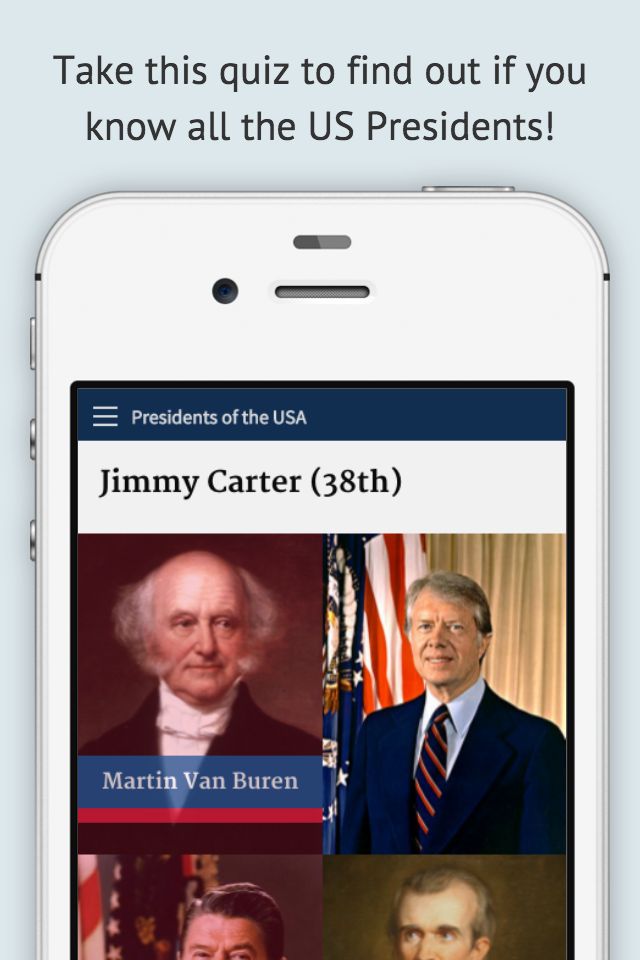 Take this quiz to find out if you
know all the US Presidents!
Presidents of the USA
Jimmy Carter (38th)
Martin Van Buren